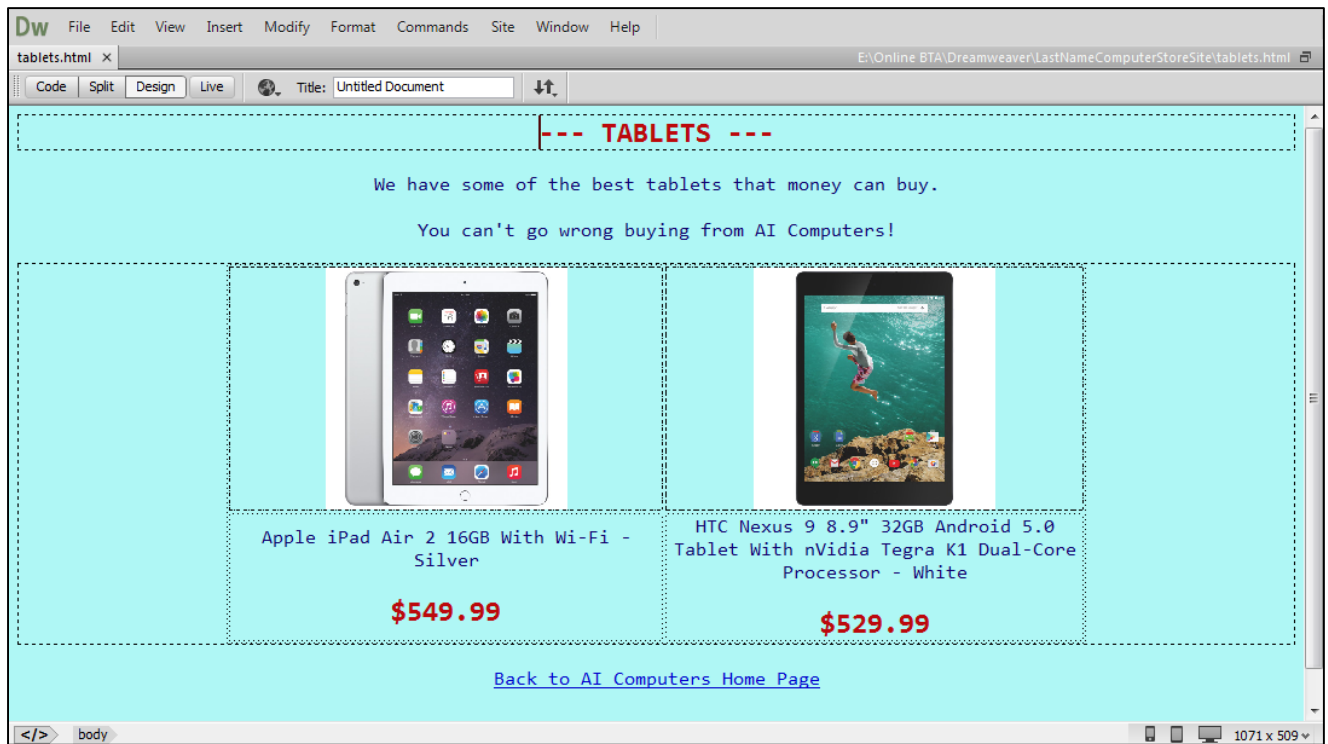 Dw File Edit View Insert Modify Format Commands Site Window Help
tablets.html × E:\Online BTA\Dreamweaver\LastNameComputerStoreSite\tablets.html
Code Split Design Live Title: Untitled Document
--- TABLETS ---
We have some of the best tablets that money can buy.
You can't go wrong buying from AI Computers!
Apple iPad Air 2 16GB With Wi-Fi -
Silver
$549.99
HTC Nexus 9 8.9" 32GB Android 5.0
Tablet With nVidia Tegra K1 Dual-Core
Processor - White
$529.99
Back to AI Computers Home Page
</> body 1071 x 509